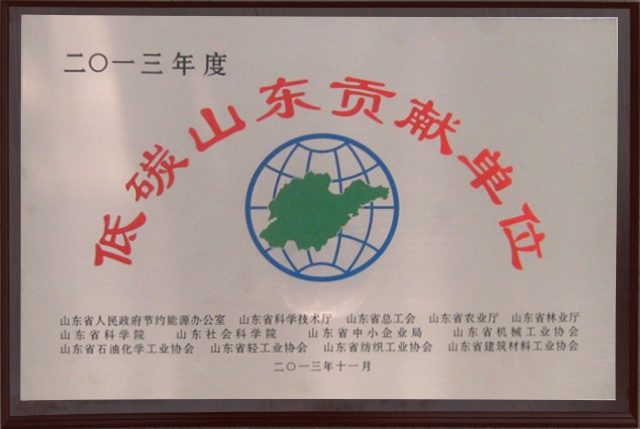 二〇一三年度
低碳山东贡献单位
山东省人民政府节约能源办公室 山东省科学技术厅 山东省总工会 山东省农业厅 山东省林业厅
山东省科学院 山东社会科学院 山东省中小企业局 山东省机械工业协会
山东省石油化学工业协会 山东省轻工业协会 山东省纺织工业协会 山东省建筑材料工业协会
二〇一三年十一月